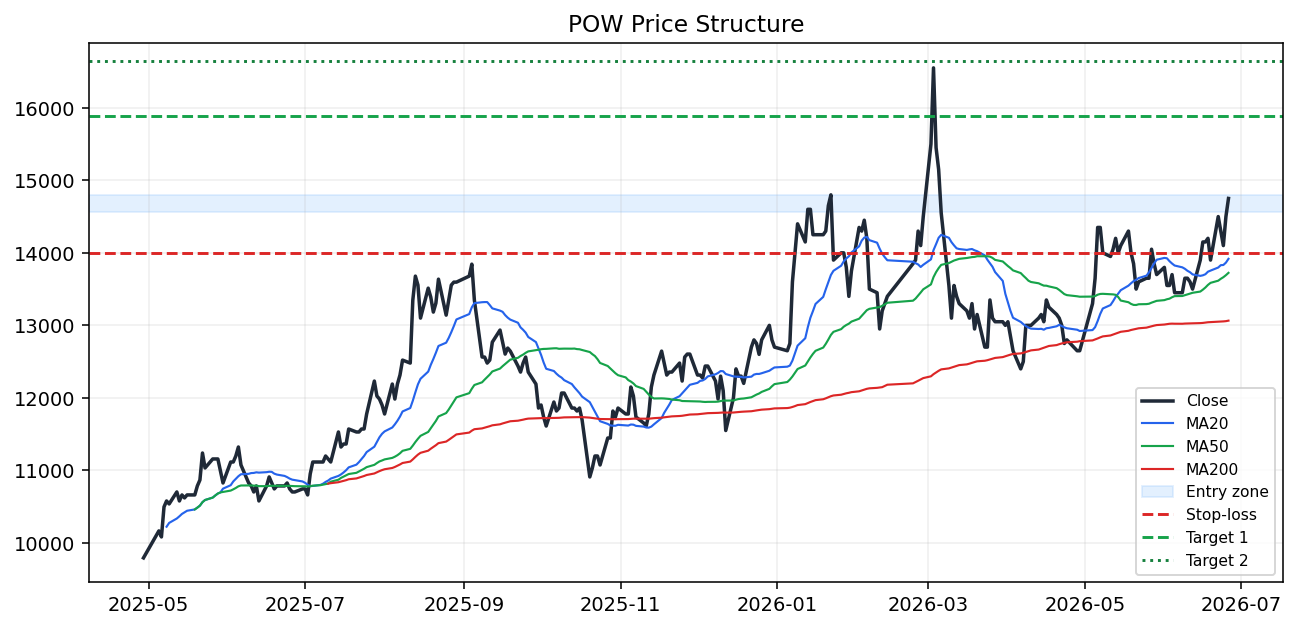 POW Price Structure
16000
15000
14000
13000
12000
11000
10000
2025-05
2025-07
2025-09
2025-11
2026-01
2026-03
2026-05
2026-07
Close
MA20
MA50
MA200
Entry zone
Stop-loss
Target 1
Target 2